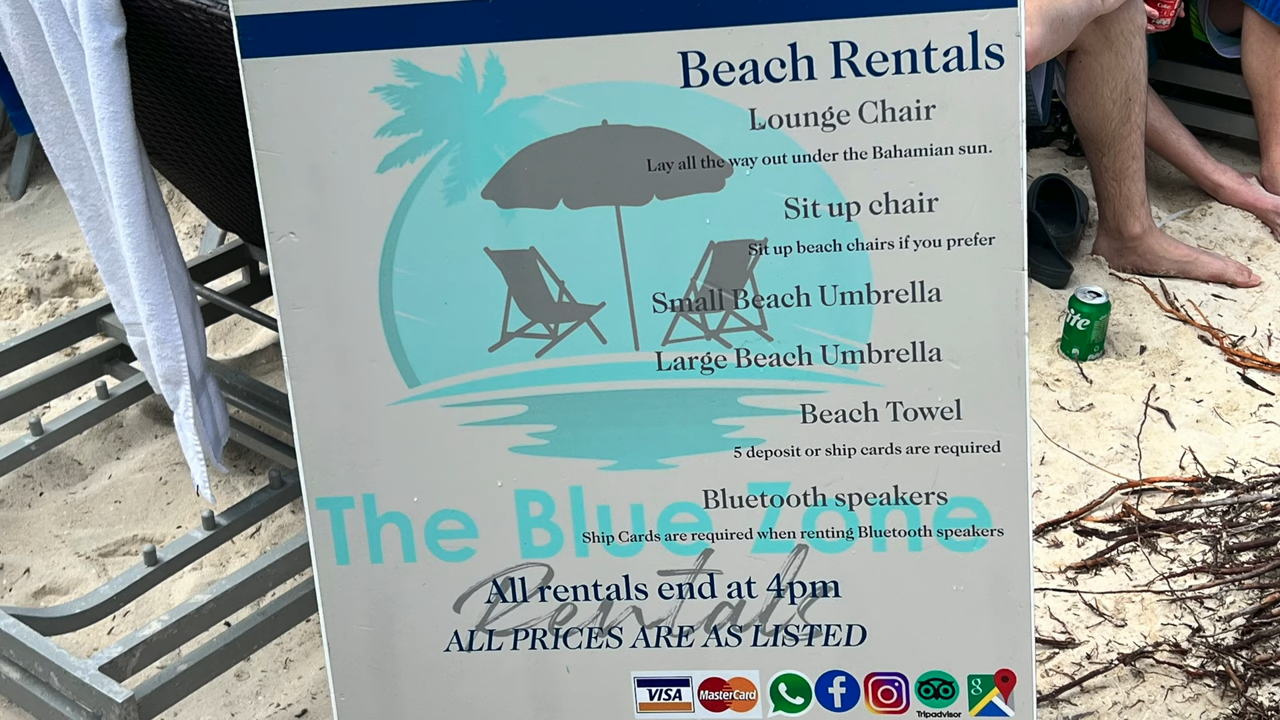 Beach Rentals
Lounge Chair
Lay all the way out under the Bahamian sun.
Sit up chair
Sit up beach chairs if you prefer
Small Beach Umbrella
Large Beach Umbrella
Beach Towel
5 deposit or ship cards are required
Bluetooth speakers
The Blue Zone
Ship Cards are required when renting Bluetooth speakers
All rentals end at 4pm
Rentals
ALL PRICES ARE AS LISTED
VISA MasterCard Tripadvisor 8
ite